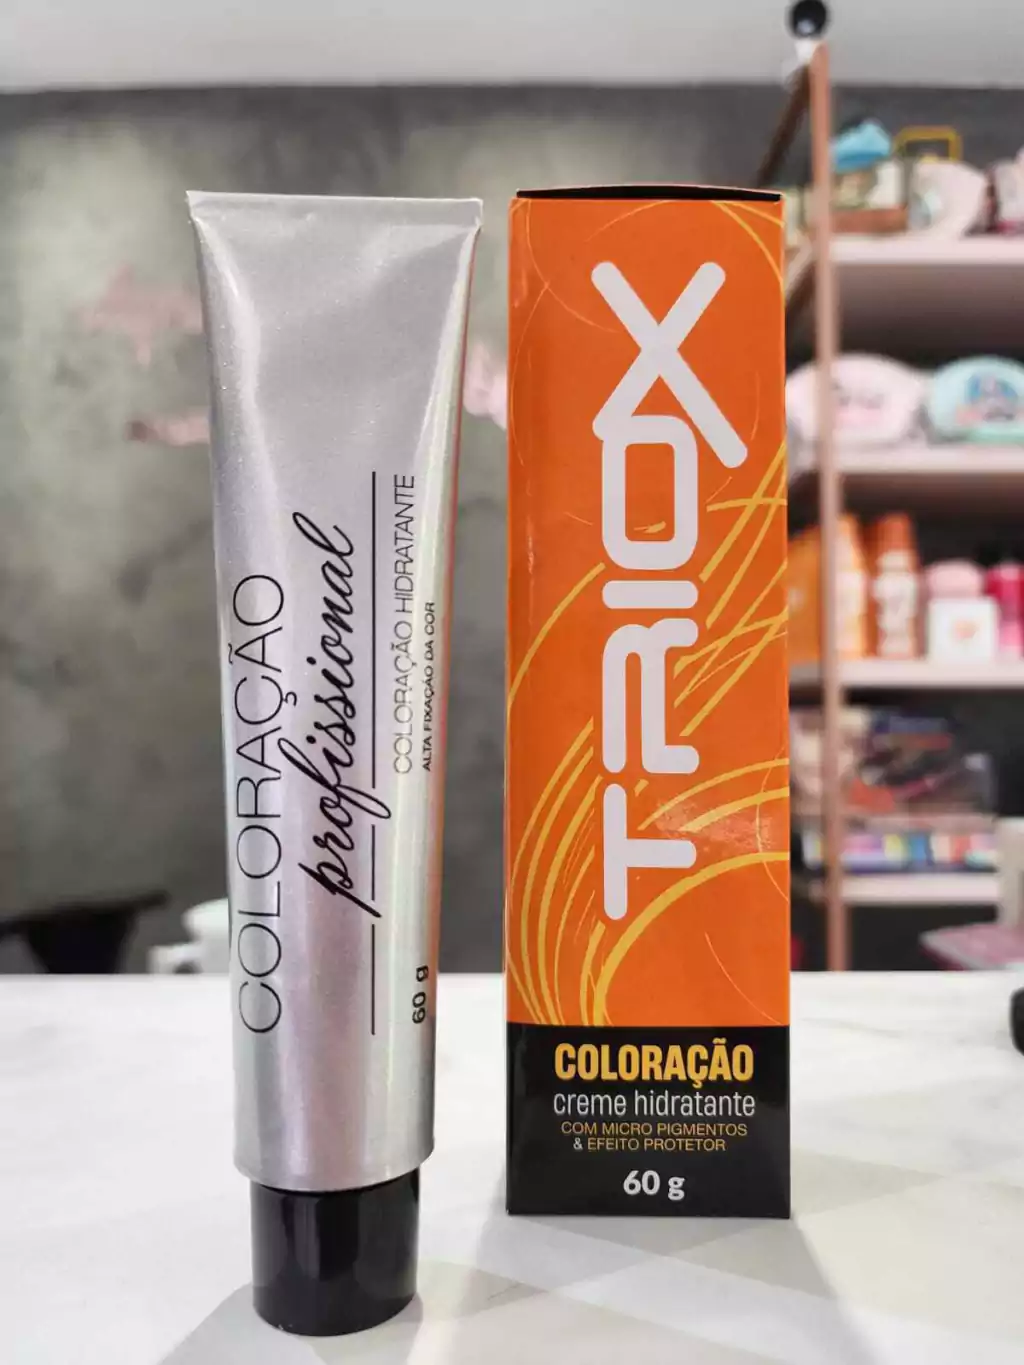 COLORAÇÃO
profissional
COLORAÇÃO HIDRATANTE
ALTA FIXAÇÃO DA COR
60 g
TRIOX
COLORAÇÃO
creme hidratante
COM MICRO PIGMENTOS
& EFEITO PROTETOR
60 g